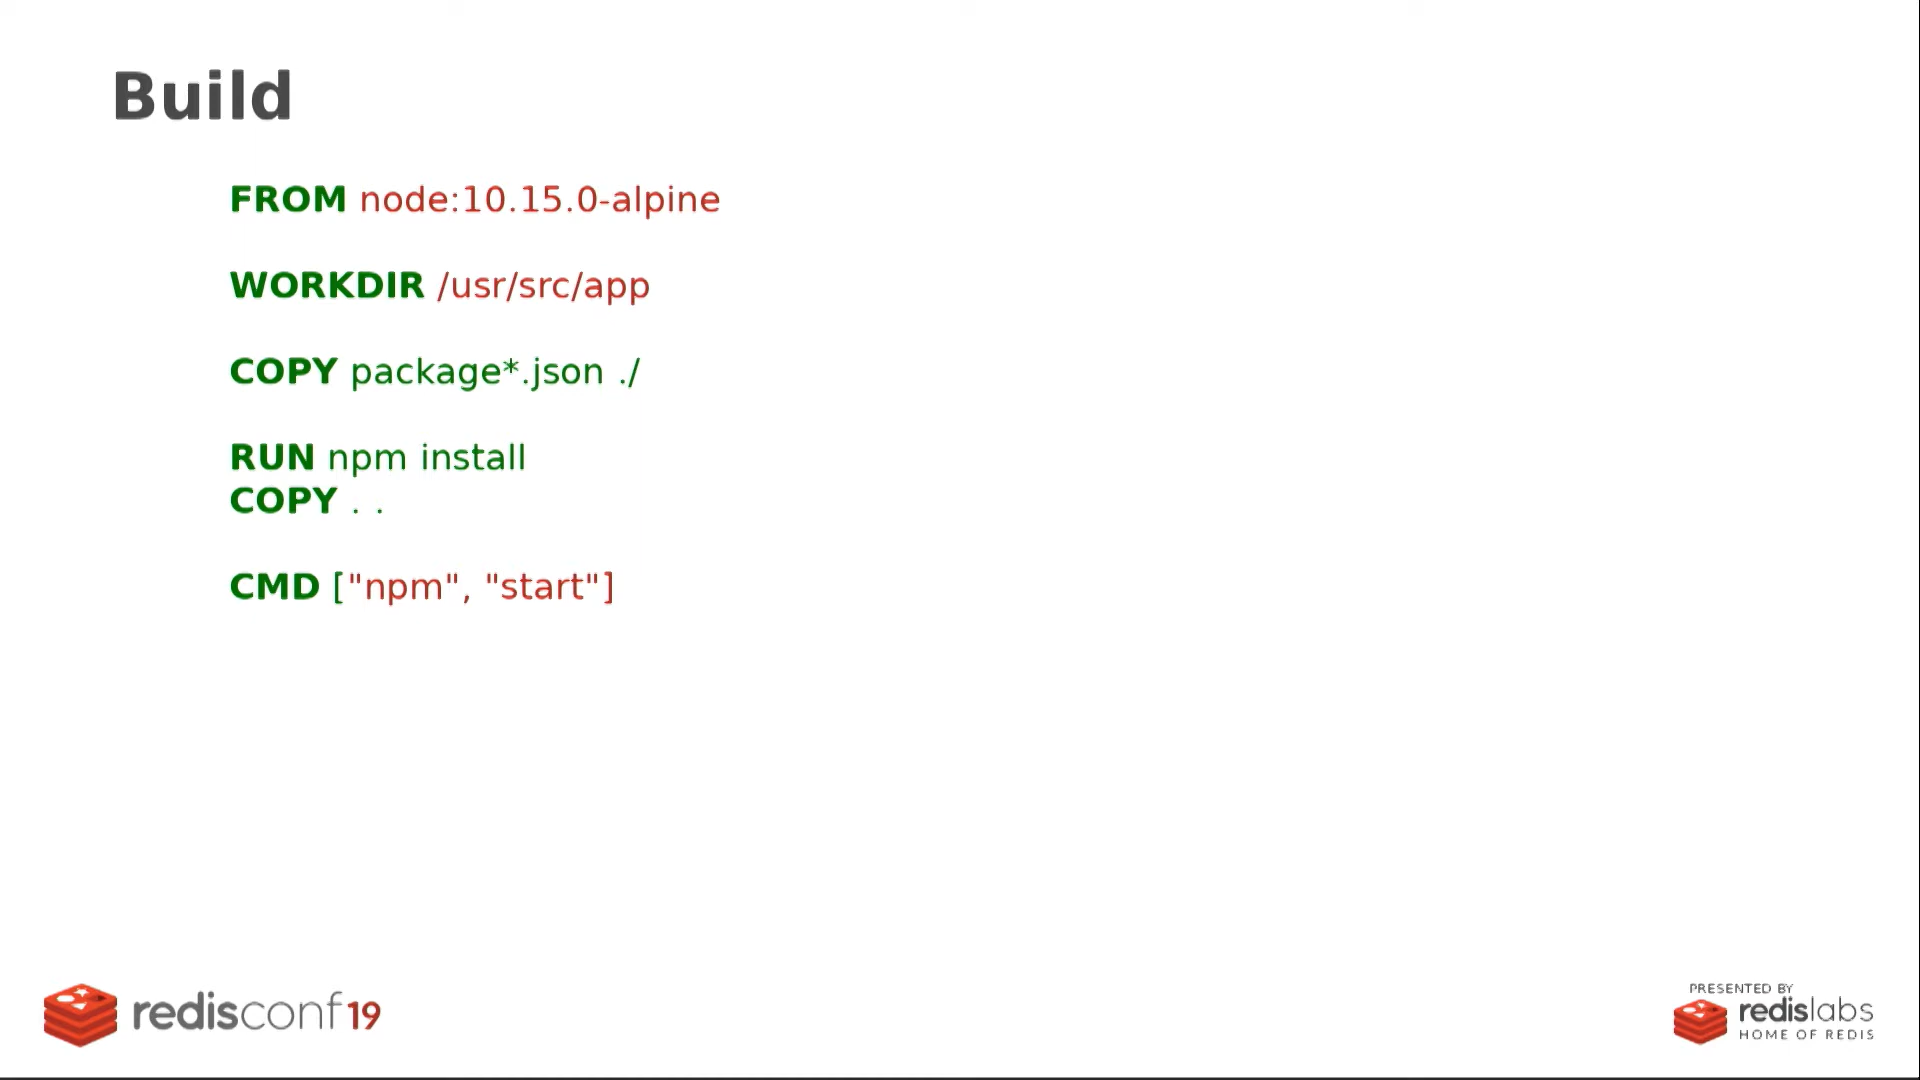 Build
FROM node:10.15.0-alpine
WORKDIR /usr/src/app
COPY package*.json ./
RUN npm install
COPY . .
CMD ["npm", "start"]
redisconf19
PRESENTED BY
redislabs
HOME OF REDIS